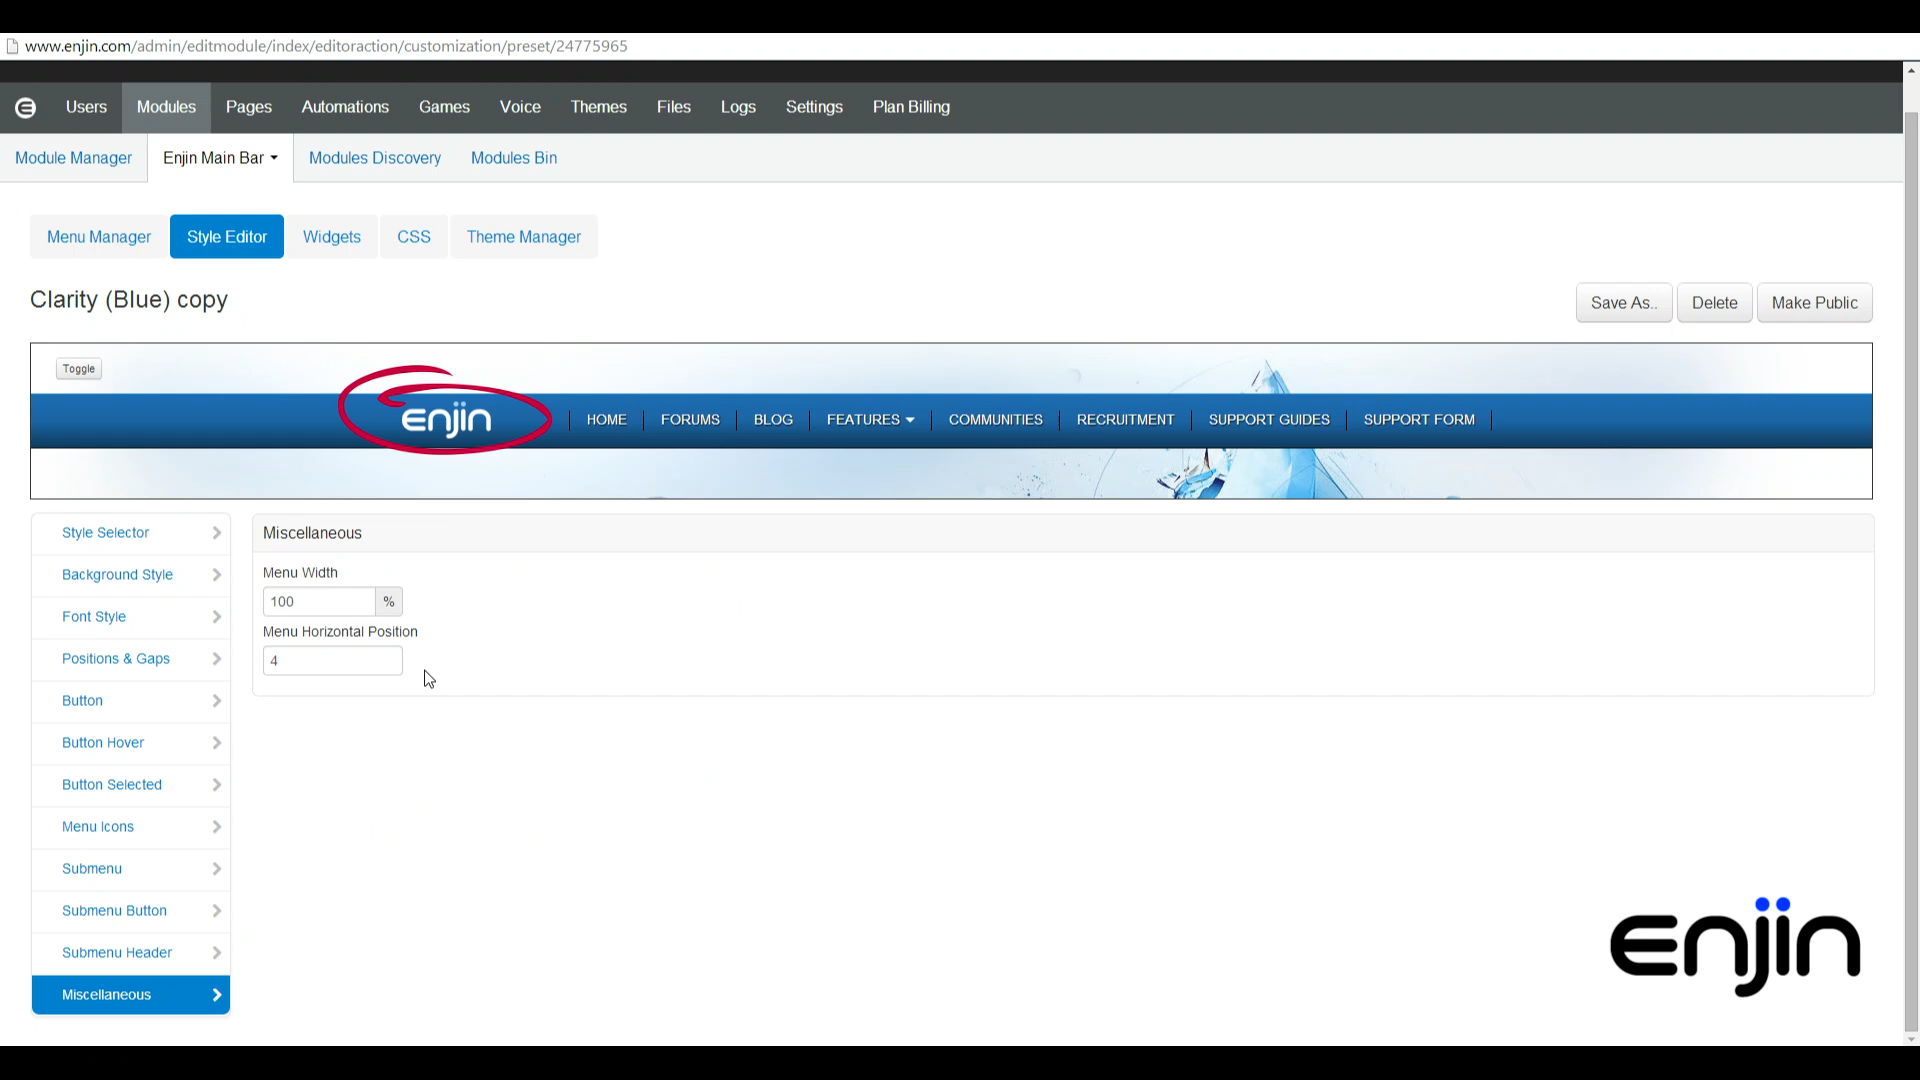 www.enjin.com/admin/editmodule/index/editoraction/customization/preset/24775965
Users Modules Pages Automations Games Voice Themes Files Logs Settings Plan Billing
Module Manager Enjin Main Bar Modules Discovery Modules Bin
Menu Manager Style Editor Widgets CSS Theme Manager
Clarity (Blue) copy
Save As.. Delete Make Public
Toggle
enjin HOME FORUMS BLOG FEATURES COMMUNITIES RECRUITMENT SUPPORT GUIDES SUPPORT FORM
Style Selector
Background Style
Font Style
Positions & Gaps
Button
Button Hover
Button Selected
Menu Icons
Submenu
Submenu Button
Submenu Header
Miscellaneous
Miscellaneous
Menu Width
100 %
Menu Horizontal Position
4
enjin